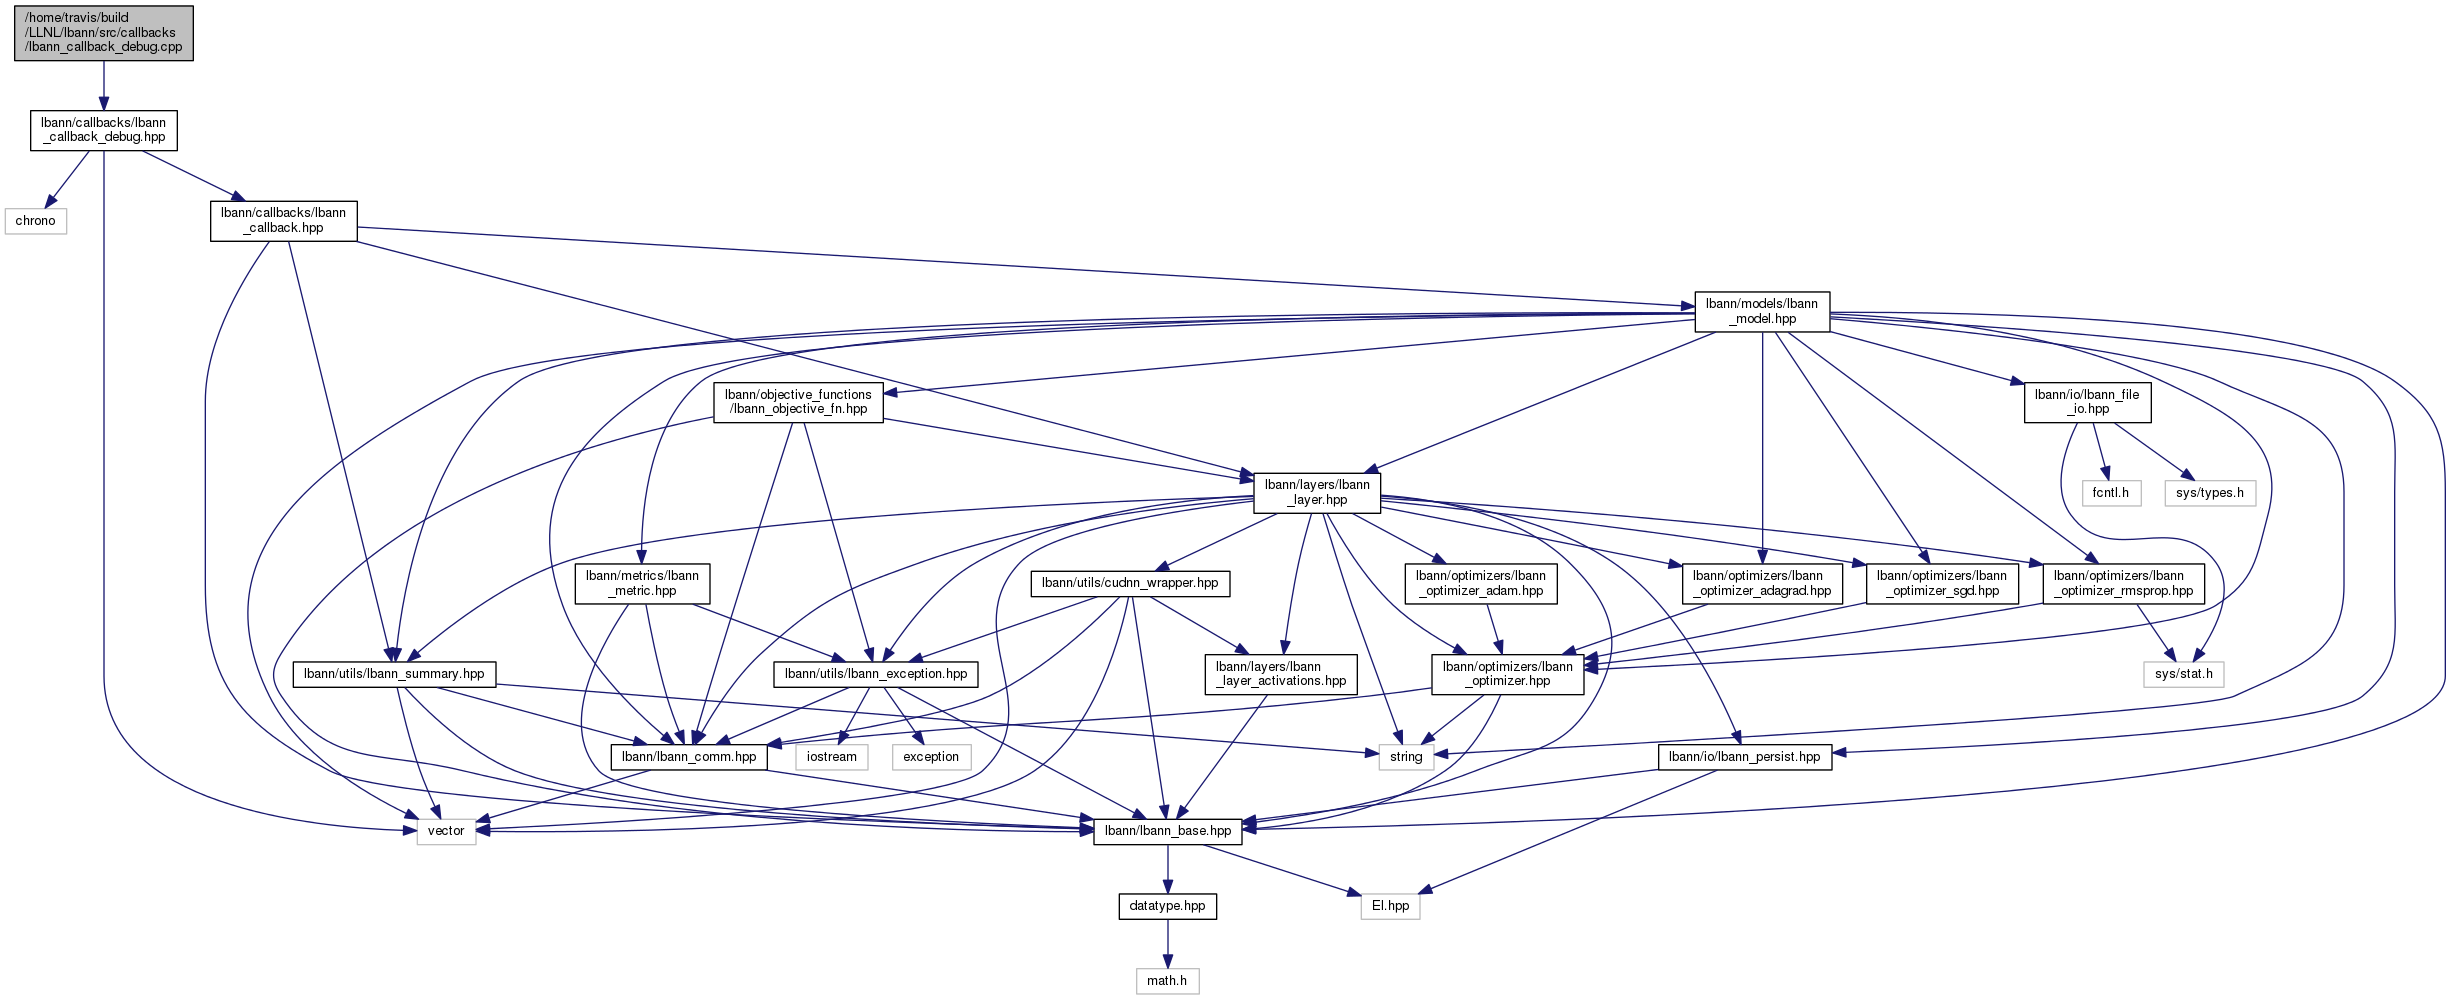 /home/travis/build
/LLNL/lbann/src/callbacks
/lbann_callback_debug.cpp
lbann/callbacks/lbann
_callback_debug.hpp
chrono
lbann/callbacks/lbann
_callback.hpp
lbann/models/lbann
_model.hpp
lbann/objective_functions
/lbann_objective_fn.hpp
lbann/io/lbann_file
_io.hpp
lbann/layers/lbann
_layer.hpp
fcntl.h
sys/types.h
lbann/metrics/lbann
_metric.hpp
lbann/utils/cudnn_wrapper.hpp
lbann/optimizers/lbann
_optimizer_adam.hpp
lbann/optimizers/lbann
_optimizer_adagrad.hpp
lbann/optimizers/lbann
_optimizer_sgd.hpp
lbann/optimizers/lbann
_optimizer_rmsprop.hpp
lbann/utils/lbann_summary.hpp
lbann/utils/lbann_exception.hpp
lbann/layers/lbann
_layer_activations.hpp
lbann/optimizers/lbann
_optimizer.hpp
sys/stat.h
lbann/lbann_comm.hpp
iostream
exception
string
lbann/io/lbann_persist.hpp
vector
lbann/lbann_base.hpp
datatype.hpp
El.hpp
math.h